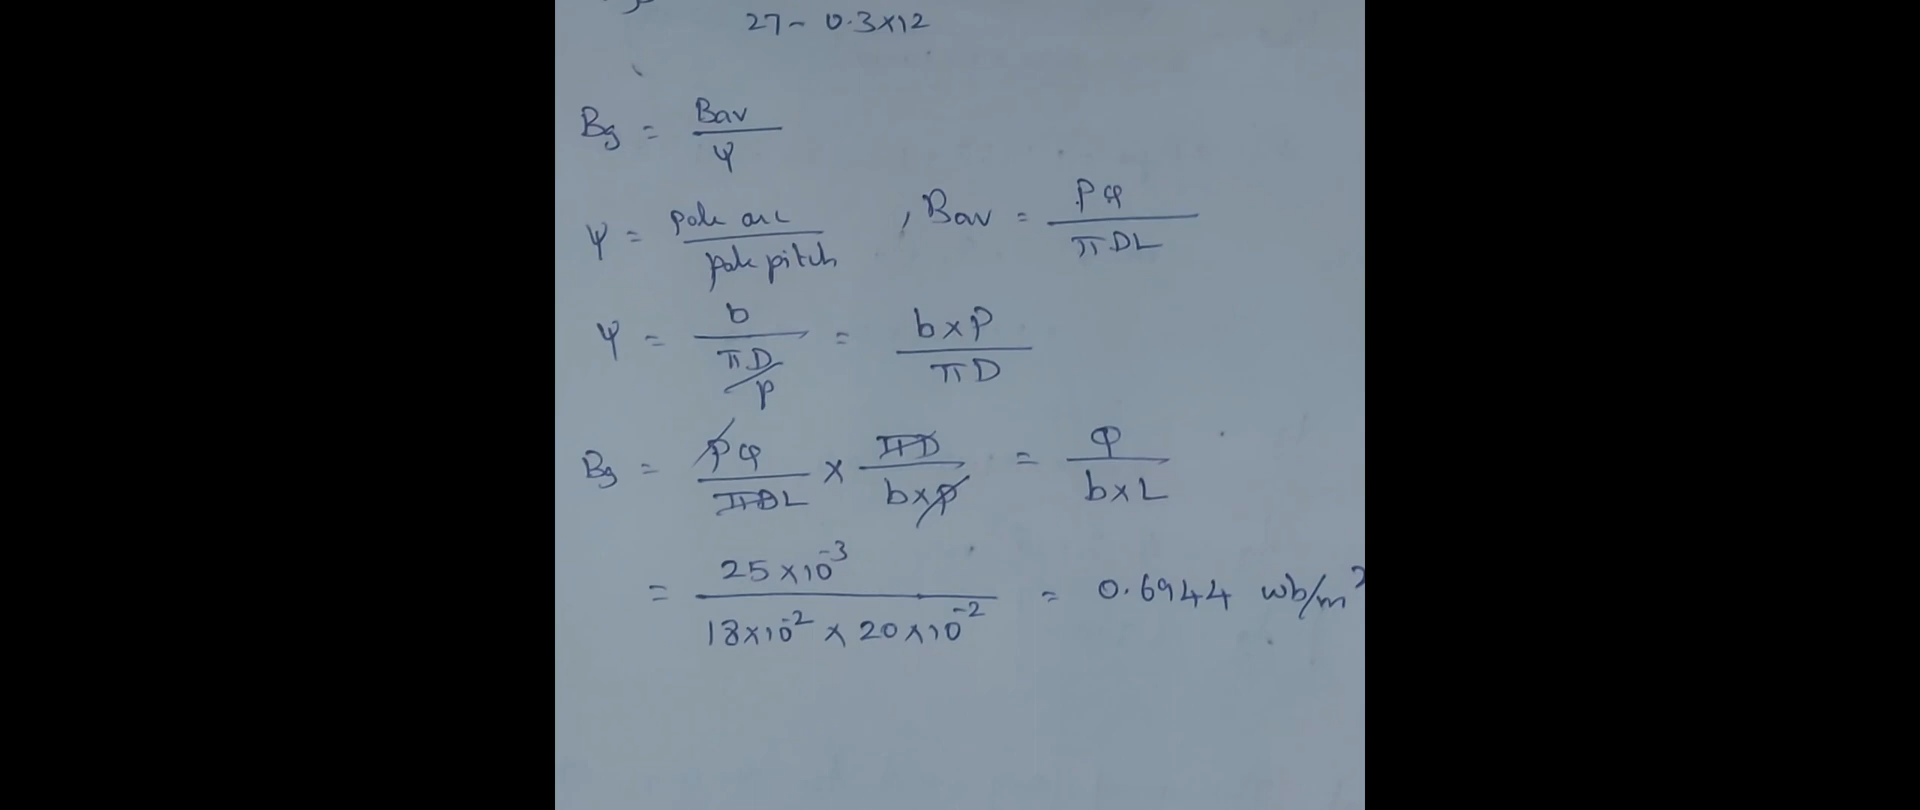 27 - 0.3×12
Bg = Bav / ψ
ψ = pole arc / pole pitch , Bav = Pφ / πDL
ψ = b / (πD/P) = b×P / πD
Bg = Pφ / πDL × πD / b×P = φ / b×L
= 25×10⁻³ / 18×10⁻² × 20×10⁻² = 0.6944 wb/m²